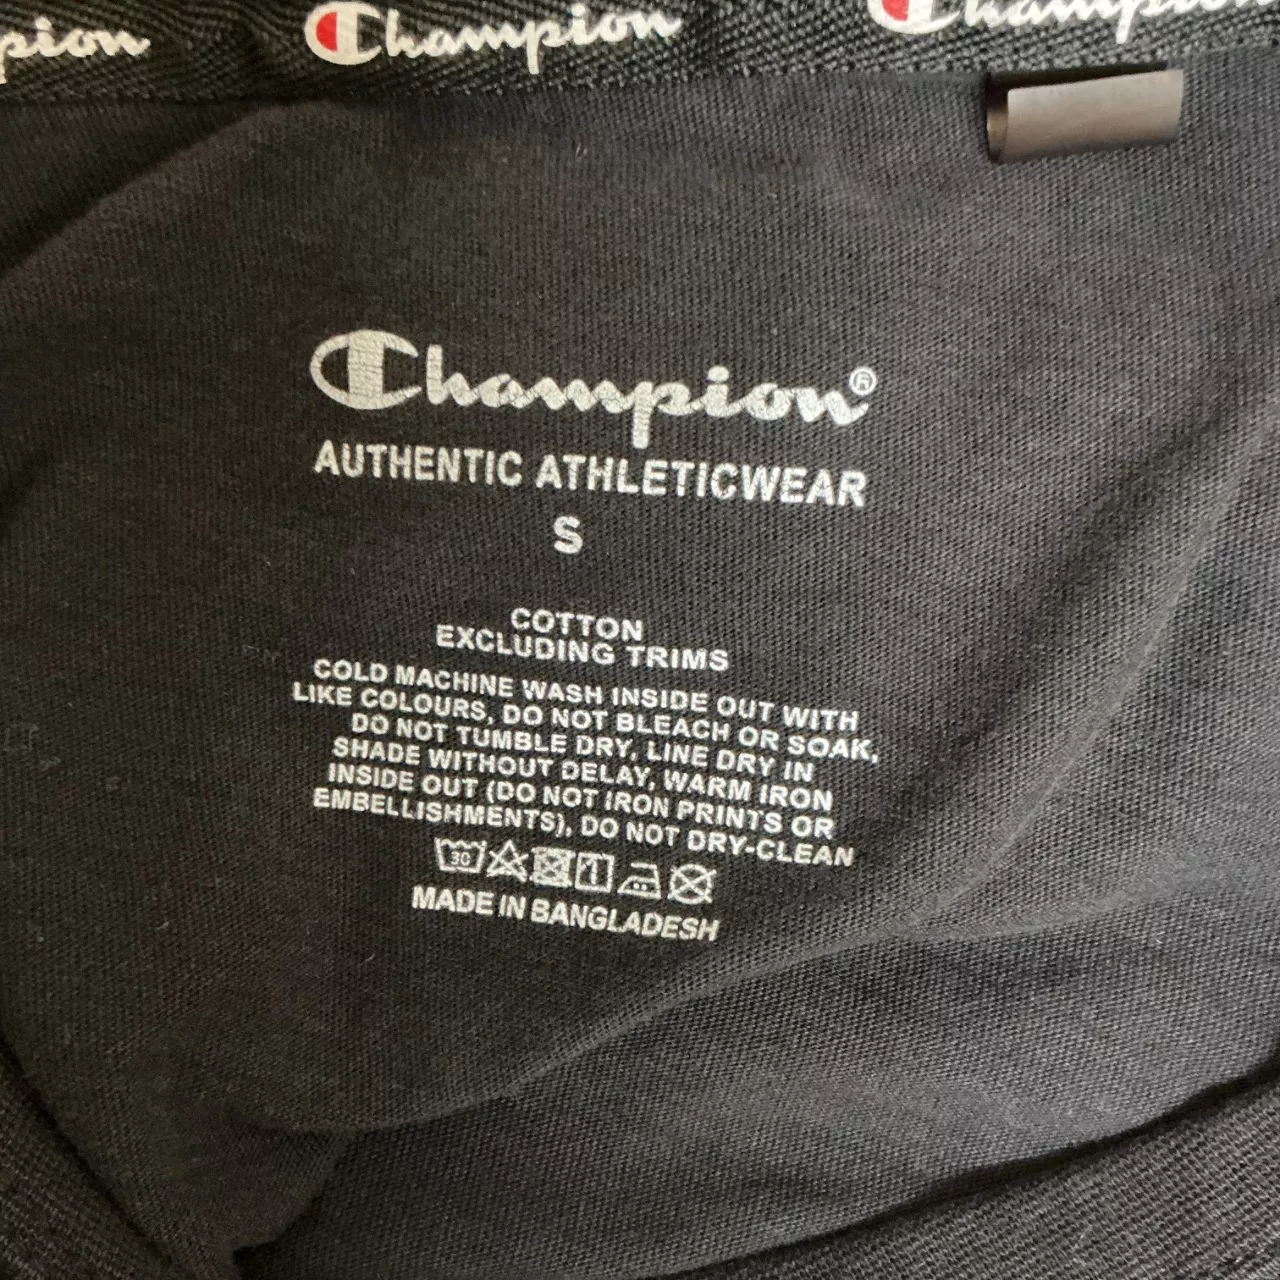 pion Champion Champion
Champion®
AUTHENTIC ATHLETICWEAR
S
COTTON
EXCLUDING TRIMS
COLD MACHINE WASH INSIDE OUT WITH
LIKE COLOURS, DO NOT BLEACH OR SOAK,
DO NOT TUMBLE DRY, LINE DRY IN
SHADE WITHOUT DELAY, WARM IRON
INSIDE OUT (DO NOT IRON PRINTS OR
EMBELLISHMENTS), DO NOT DRY-CLEAN
30
MADE IN BANGLADESH